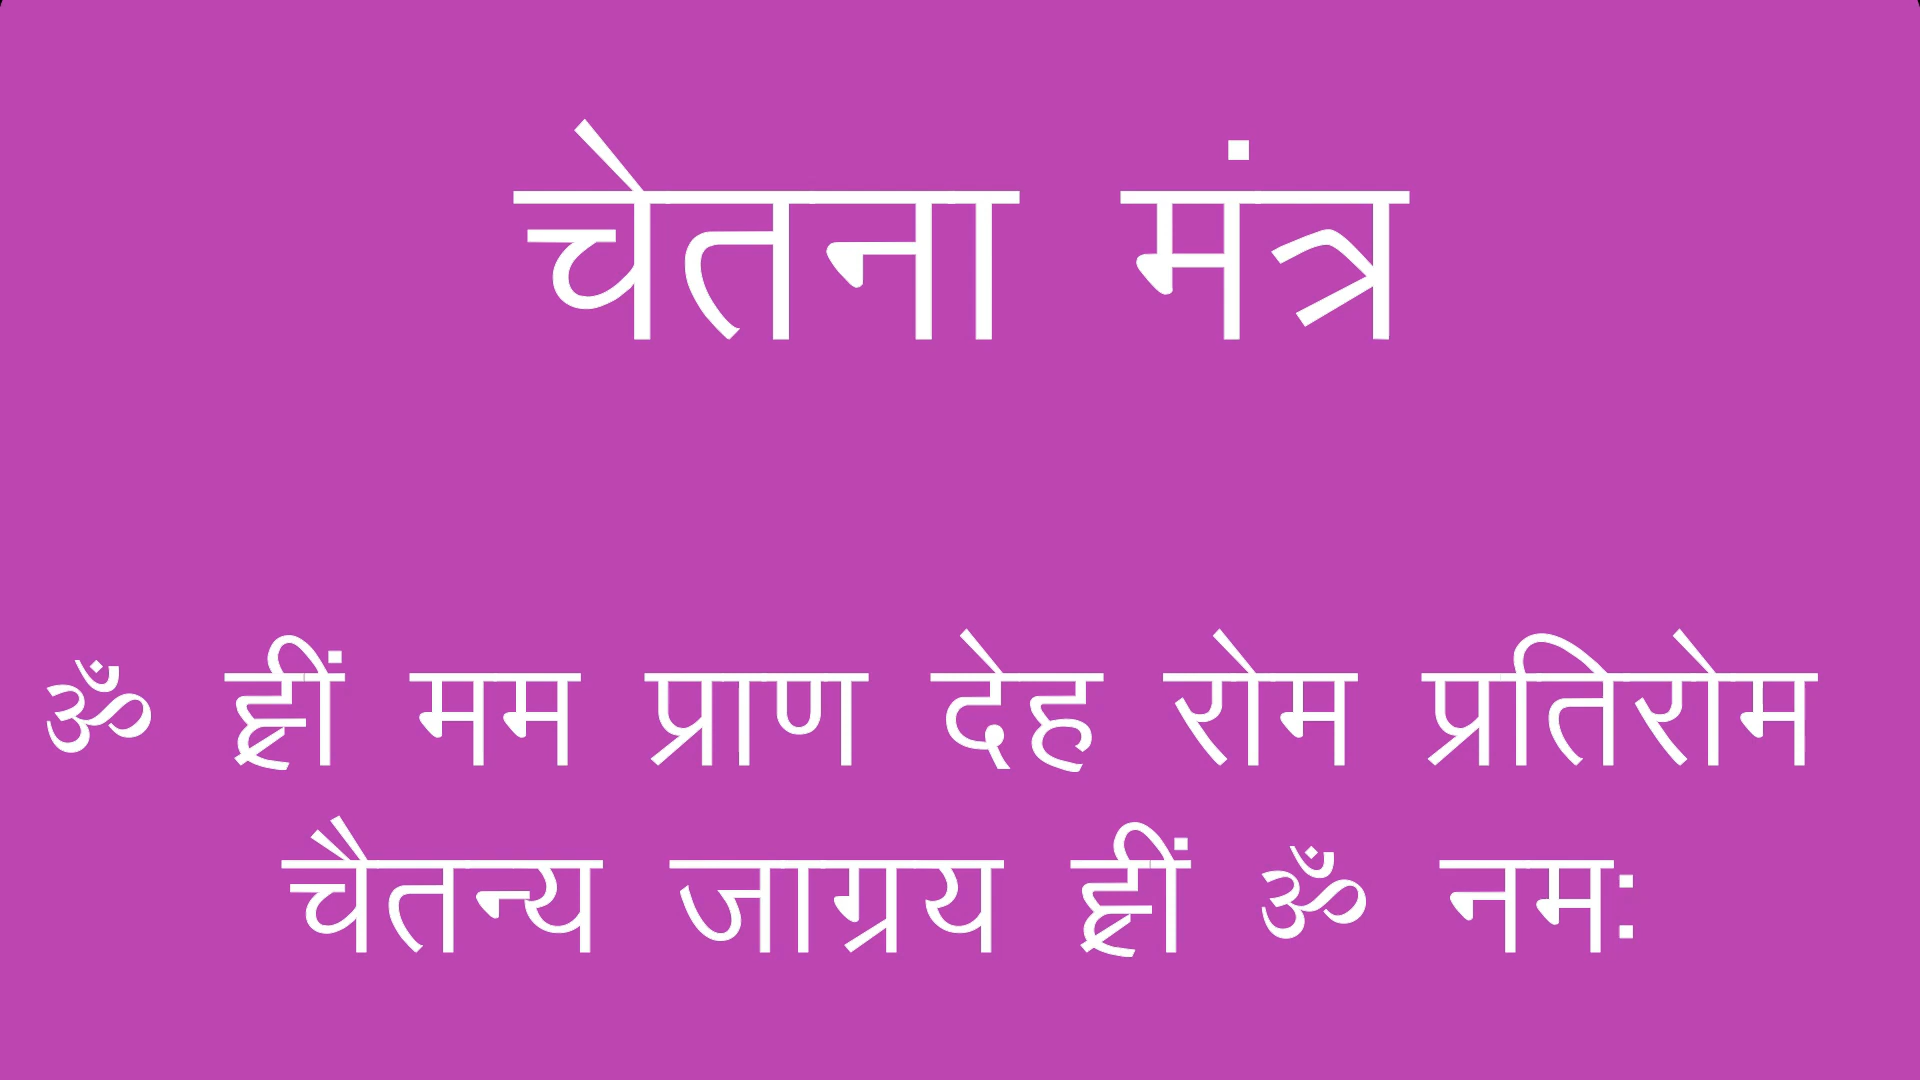 चेतना मंत्र
ॐ ह्रीं मम प्राण देह रोम प्रतिरोम
चैतन्य जाग्रय ह्रीं ॐ नम: